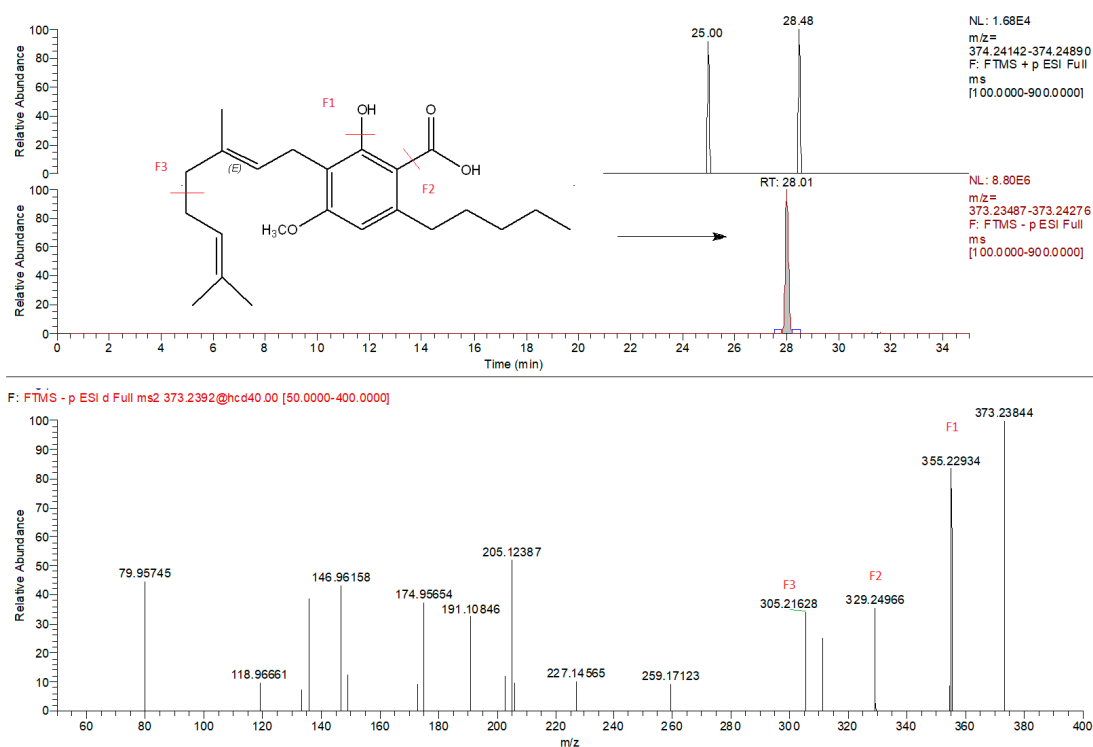 NL: 1.68E4
m/z=
374.24142-374.24890
F: FTMS + p ESI Full
ms
[100.0000-900.0000]
25.00
28.48
100
80
60
40
20
0
Relative Abundance
F1
OH
O
OH
F2
F3
(E)
H₃CO
RT: 28.01
NL: 8.80E6
m/z=
373.23487-373.24276
F: FTMS - p ESI Full
ms
[100.0000-900.0000]
100
80
60
40
20
0
Relative Abundance
0 2 4 6 8 10 12 14 16 18 20 22 24 26 28 30 32 34
Time (min)
F: FTMS - p ESI d Full ms2 373.2392@hcd40.00 [50.0000-400.0000]
100
90
80
70
60
50
40
30
20
10
0
Relative Abundance
373.23844
F1
355.22934
205.12387
79.95745
146.96158
174.95654
191.10846
F3
305.21628
F2
329.24966
118.96661
227.14565
259.17123
60 80 100 120 140 160 180 200 220 240 260 280 300 320 340 360 380 400
m/z